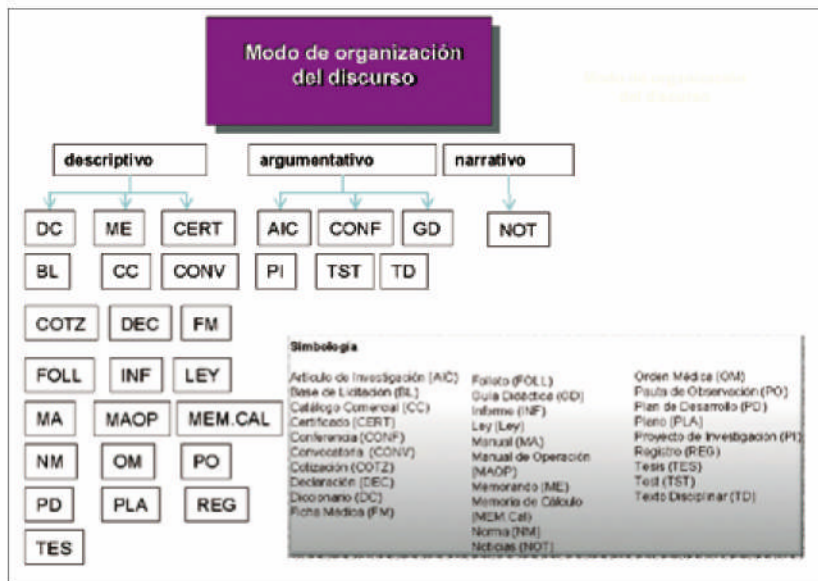 Modo de organización
del discurso
descriptivo argumentativo narrativo
DC ME CERT AIC CONF GD NOT
BL CC CONV PI TST TD
COTZ DEC FM
FOLL INF LEY
MA MAOP MEM.CAL
NM OM PO
PD PLA REG
TES
Simbología
Artículo de Investigación (AIC)
Base de Licitación (BL)
Catálogo Comercial (CC)
Certificado (CERT)
Conferencia (CONF)
Convocatoria (CONV)
Cotización (COTZ)
Declaración (DEC)
Diccionario (DC)
Ficha Médica (FM)
Folleto (FOLL)
Guía Didáctica (GD)
Informe (INF)
Ley (Ley)
Manual (MA)
Manual de Operación
(MAOP)
Memorando (ME)
Memoria de Cálculo
(MEM.Cal)
Norma (NM)
Noticias (NOT)
Orden Médica (OM)
Pauta de Observación (PO)
Plan de Desarrollo (PD)
Plano (PLA)
Proyecto de Investigación (PI)
Registro (REG)
Tesis (TES)
Test (TST)
Texto Disciplinar (TD)